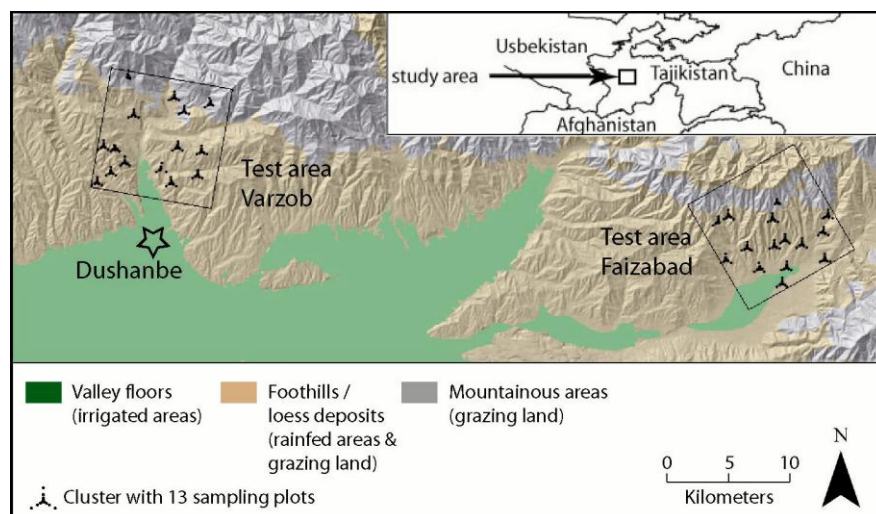 Usbekistan
study area
Tajikistan
China
Afghanistan
Test area
Varzob
Test area
Faizabad
Dushanbe
Valley floors
(irrigated areas)
Foothills /
loess deposits
(rainfed areas &
grazing land)
Mountainous areas
(grazing land)
Cluster with 13 sampling plots
0 5 10
Kilometers
N